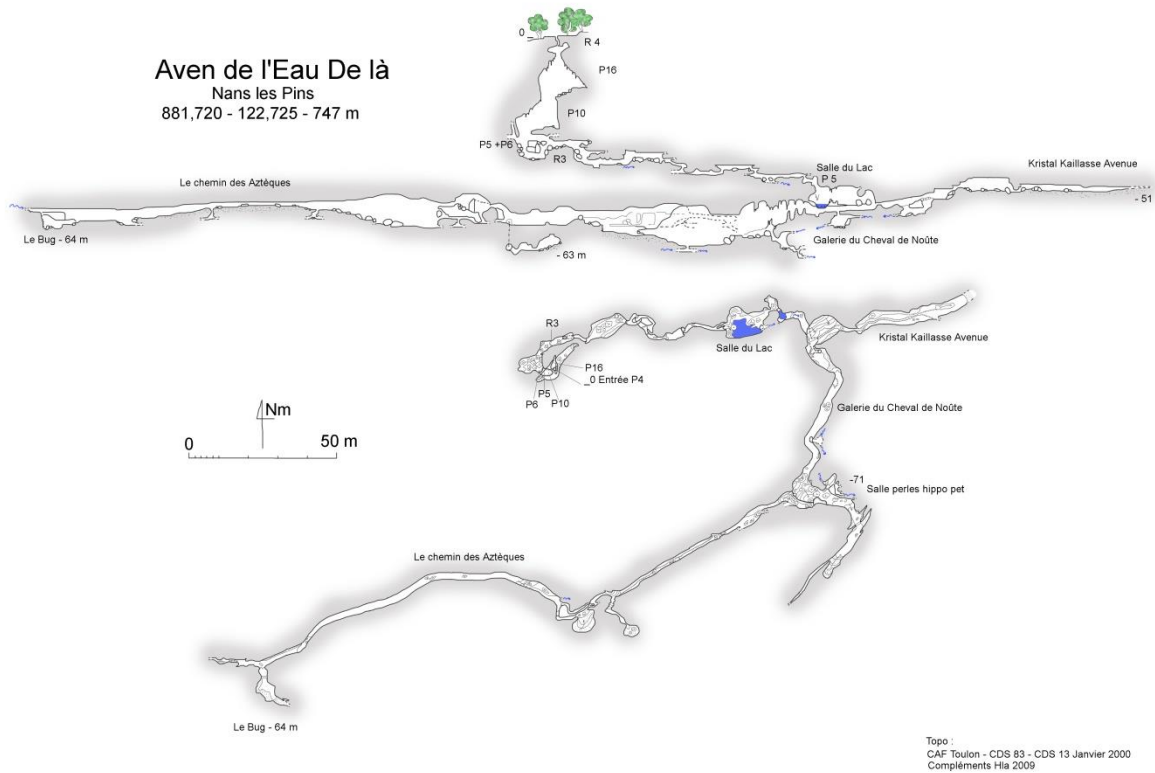 Aven de l'Eau De là
Nans les Pins
881,720 - 122,725 - 747 m
0
R 4
P16
P10
P5 +P6
R3
Salle du Lac
P 5
Kristal Kaillasse Avenue
- 51
Le chemin des Aztèques
Le Bug - 64 m
- 63 m
Galerie du Cheval de Noûte
R3
P16
_0 Entrée P4
P5
P6
P10
Salle du Lac
Kristal Kaillasse Avenue
Nm
0
50 m
Galerie du Cheval de Noûte
-71
Salle perles hippo pet
Le chemin des Aztèques
Le Bug - 64 m
Topo :
CAF Toulon - CDS 83 - CDS 13 Janvier 2000
Compléments Hla 2009